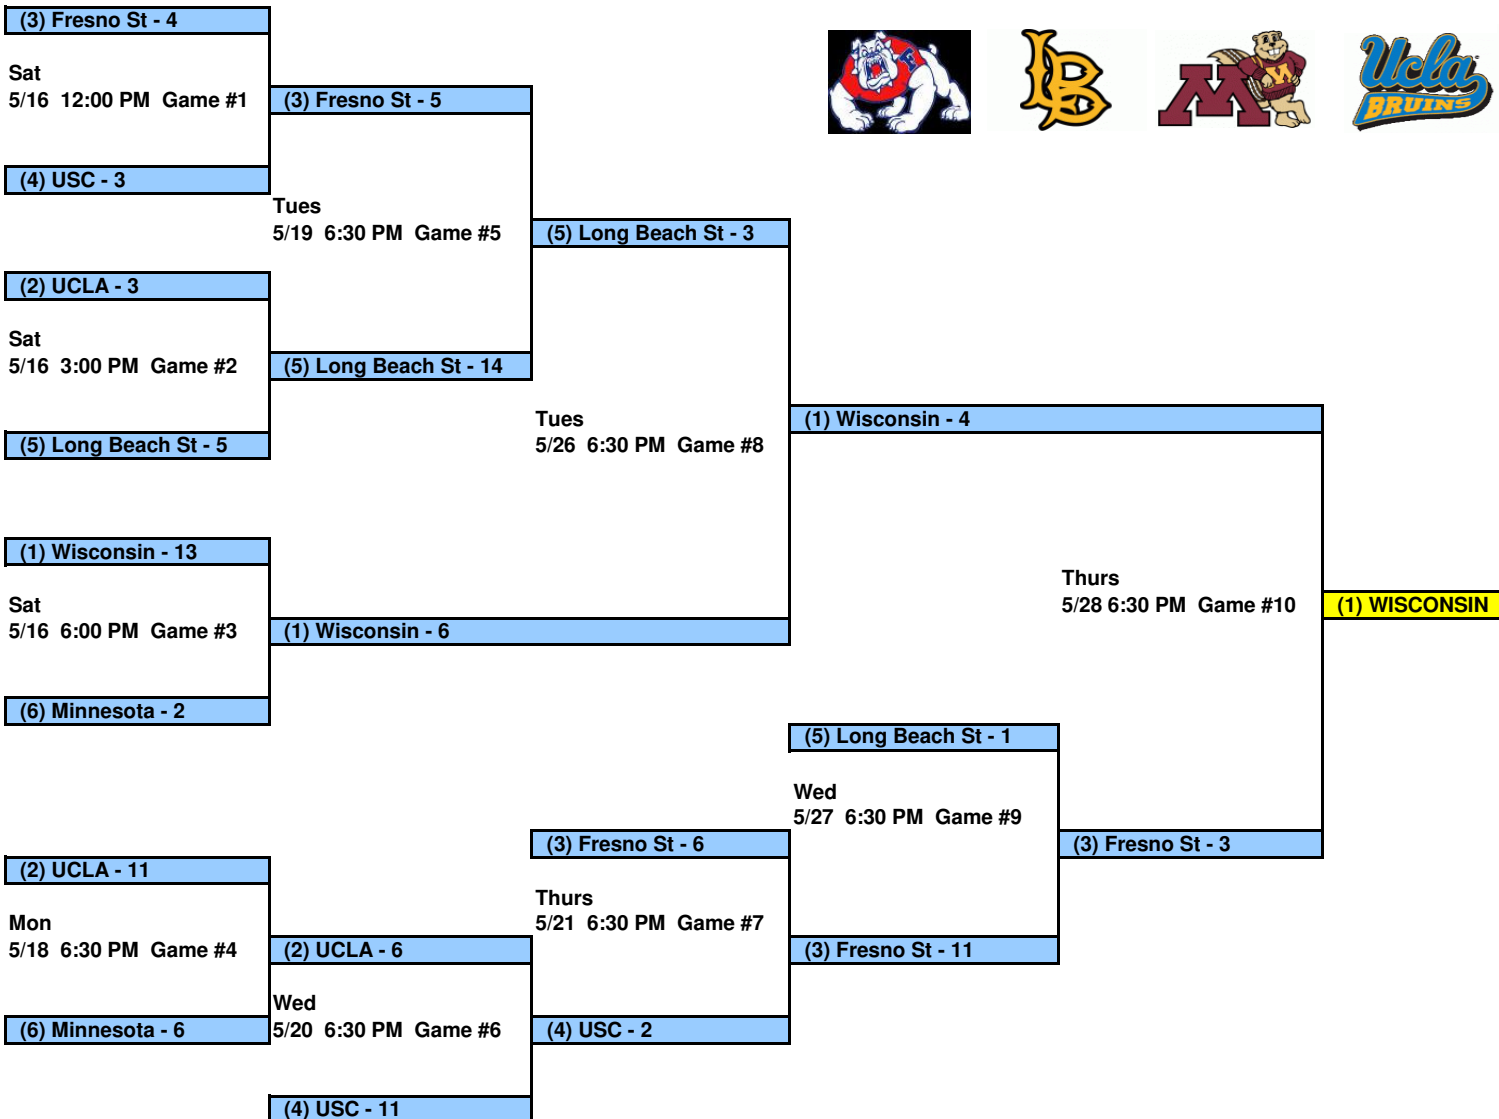 (3) Fresno St - 4
Sat
5/16 12:00 PM Game #1
(3) Fresno St - 5
(4) USC - 3
Tues
5/19 6:30 PM Game #5
(5) Long Beach St - 3
(2) UCLA - 3
Sat
5/16 3:00 PM Game #2
(5) Long Beach St - 14
(5) Long Beach St - 5
Tues
5/26 6:30 PM Game #8
(1) Wisconsin - 4
(1) Wisconsin - 13
Sat
5/16 6:00 PM Game #3
(1) Wisconsin - 6
(6) Minnesota - 2
Thurs
5/28 6:30 PM Game #10
(1) WISCONSIN
(5) Long Beach St - 1
Wed
5/27 6:30 PM Game #9
(3) Fresno St - 6
(3) Fresno St - 3
(2) UCLA - 11
Mon
5/18 6:30 PM Game #4
Thurs
5/21 6:30 PM Game #7
(2) UCLA - 6
(3) Fresno St - 11
(6) Minnesota - 6
Wed
5/20 6:30 PM Game #6
(4) USC - 2
(4) USC - 11
F
LB
M
M
Ucla
BRUINS